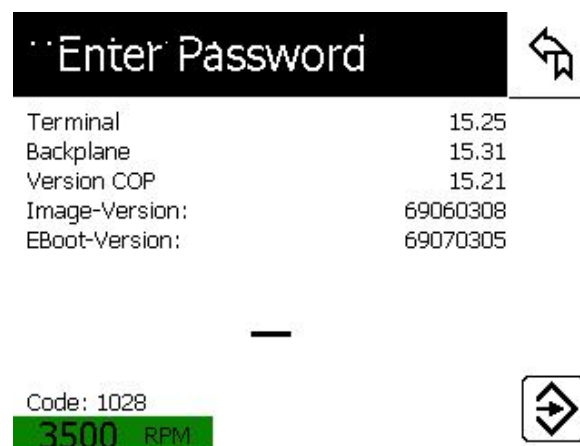 Enter Password
Terminal 15.25
Backplane 15.31
Version COP 15.21
Image-Version: 69060308
EBoot-Version: 69070305
Code: 1028
3500 RPM